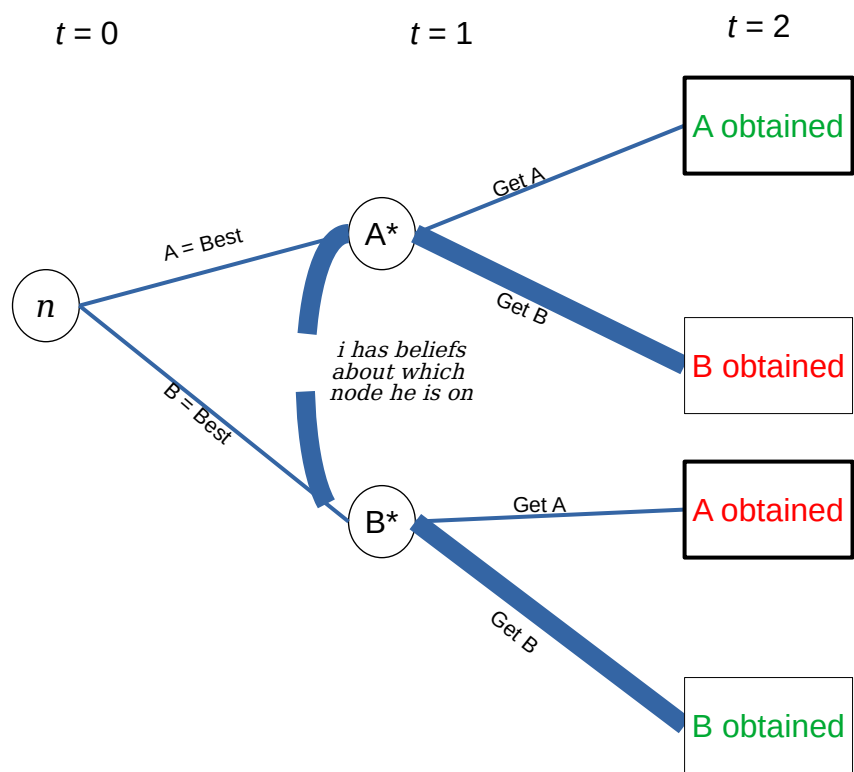 t = 0
t = 1
t = 2
A obtained
Get A
A = Best
A*
n
Get B
i has beliefs
about which
node he is on
B obtained
B = Best
Get A
A obtained
B*
Get B
B obtained